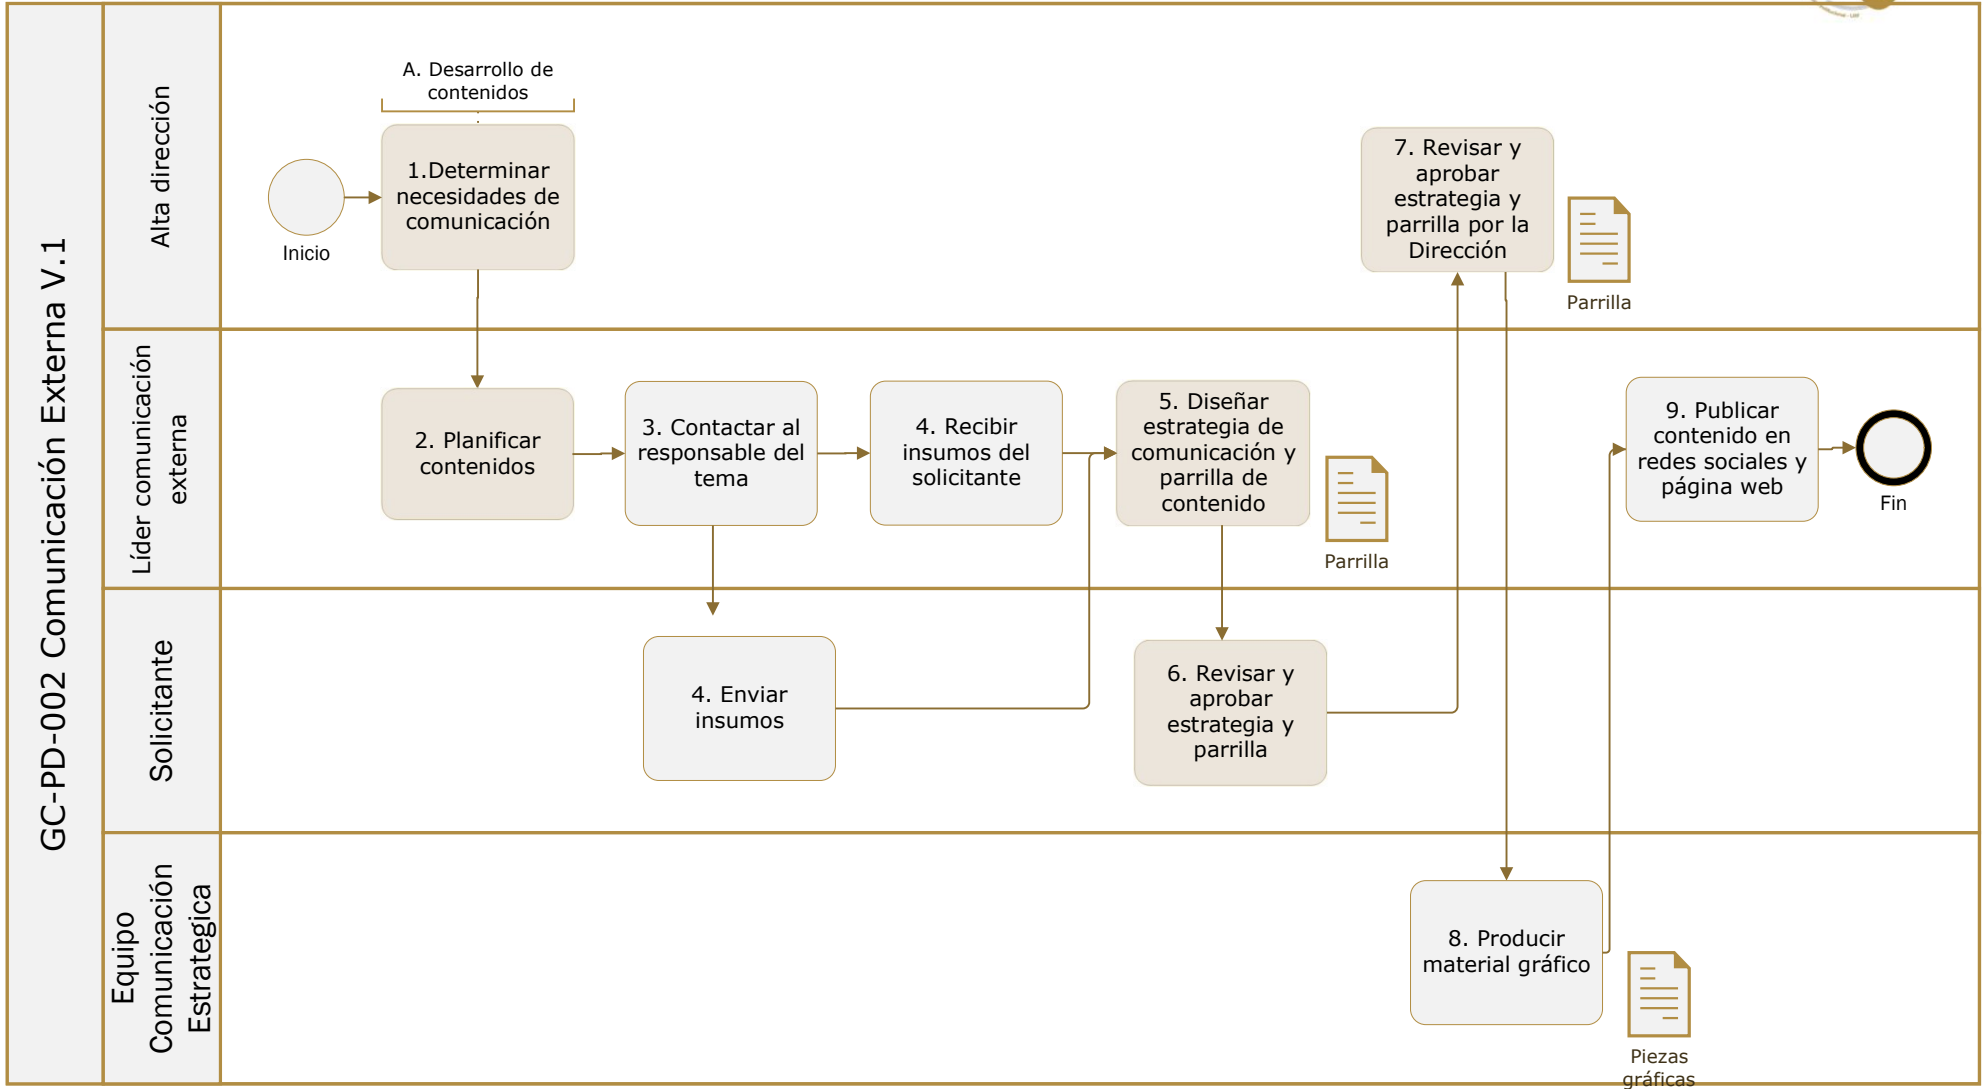 GC-PD-002 Comunicación Externa V.1
Alta dirección
A. Desarrollo de
contenidos
Inicio
1.Determinar
necesidades de
comunicación
7. Revisar y
aprobar
estrategia y
parrilla por la
Dirección
Parrilla
Líder comunicación
externa
2. Planificar
contenidos
3. Contactar al
responsable del
tema
4. Recibir
insumos del
solicitante
5. Diseñar
estrategia de
comunicación y
parrilla de
contenido
Parrilla
9. Publicar
contenido en
redes sociales y
página web
Fin
Solicitante
4. Enviar
insumos
6. Revisar y
aprobar
estrategia y
parrilla
Equipo
Comunicación
Estrategica
8. Producir
material gráfico
Piezas
gráficas